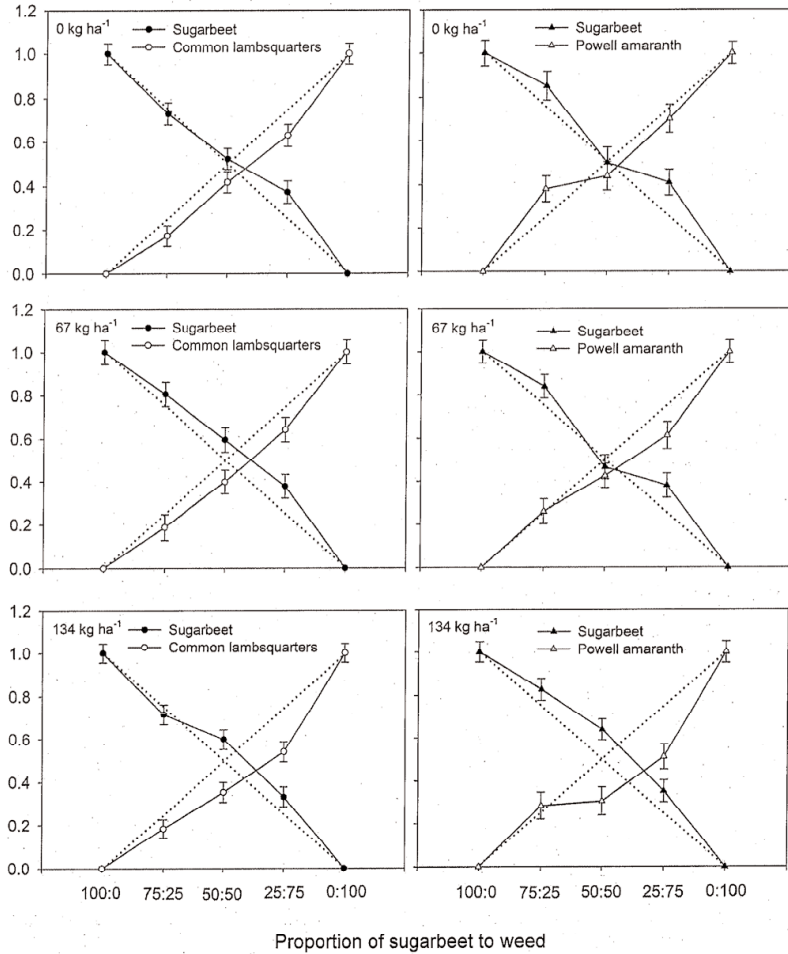 1.2
0 kg ha⁻¹
Sugarbeet
Common lambsquarters
1.0
0.8
0.6
0.4
0.2
0.0
0 kg ha⁻¹
Sugarbeet
Powell amaranth
1.2
67 kg ha⁻¹
Sugarbeet
Common lambsquarters
1.0
0.8
0.6
0.4
0.2
0.0
67 kg ha⁻¹
Sugarbeet
Powell amaranth
1.2
134 kg ha⁻¹
Sugarbeet
Common lambsquarters
1.0
0.8
0.6
0.4
0.2
0.0
134 kg ha⁻¹
Sugarbeet
Powell amaranth
100:0 75:25 50:50 25:75 0:100
100:0 75:25 50:50 25:75 0:100
Proportion of sugarbeet to weed